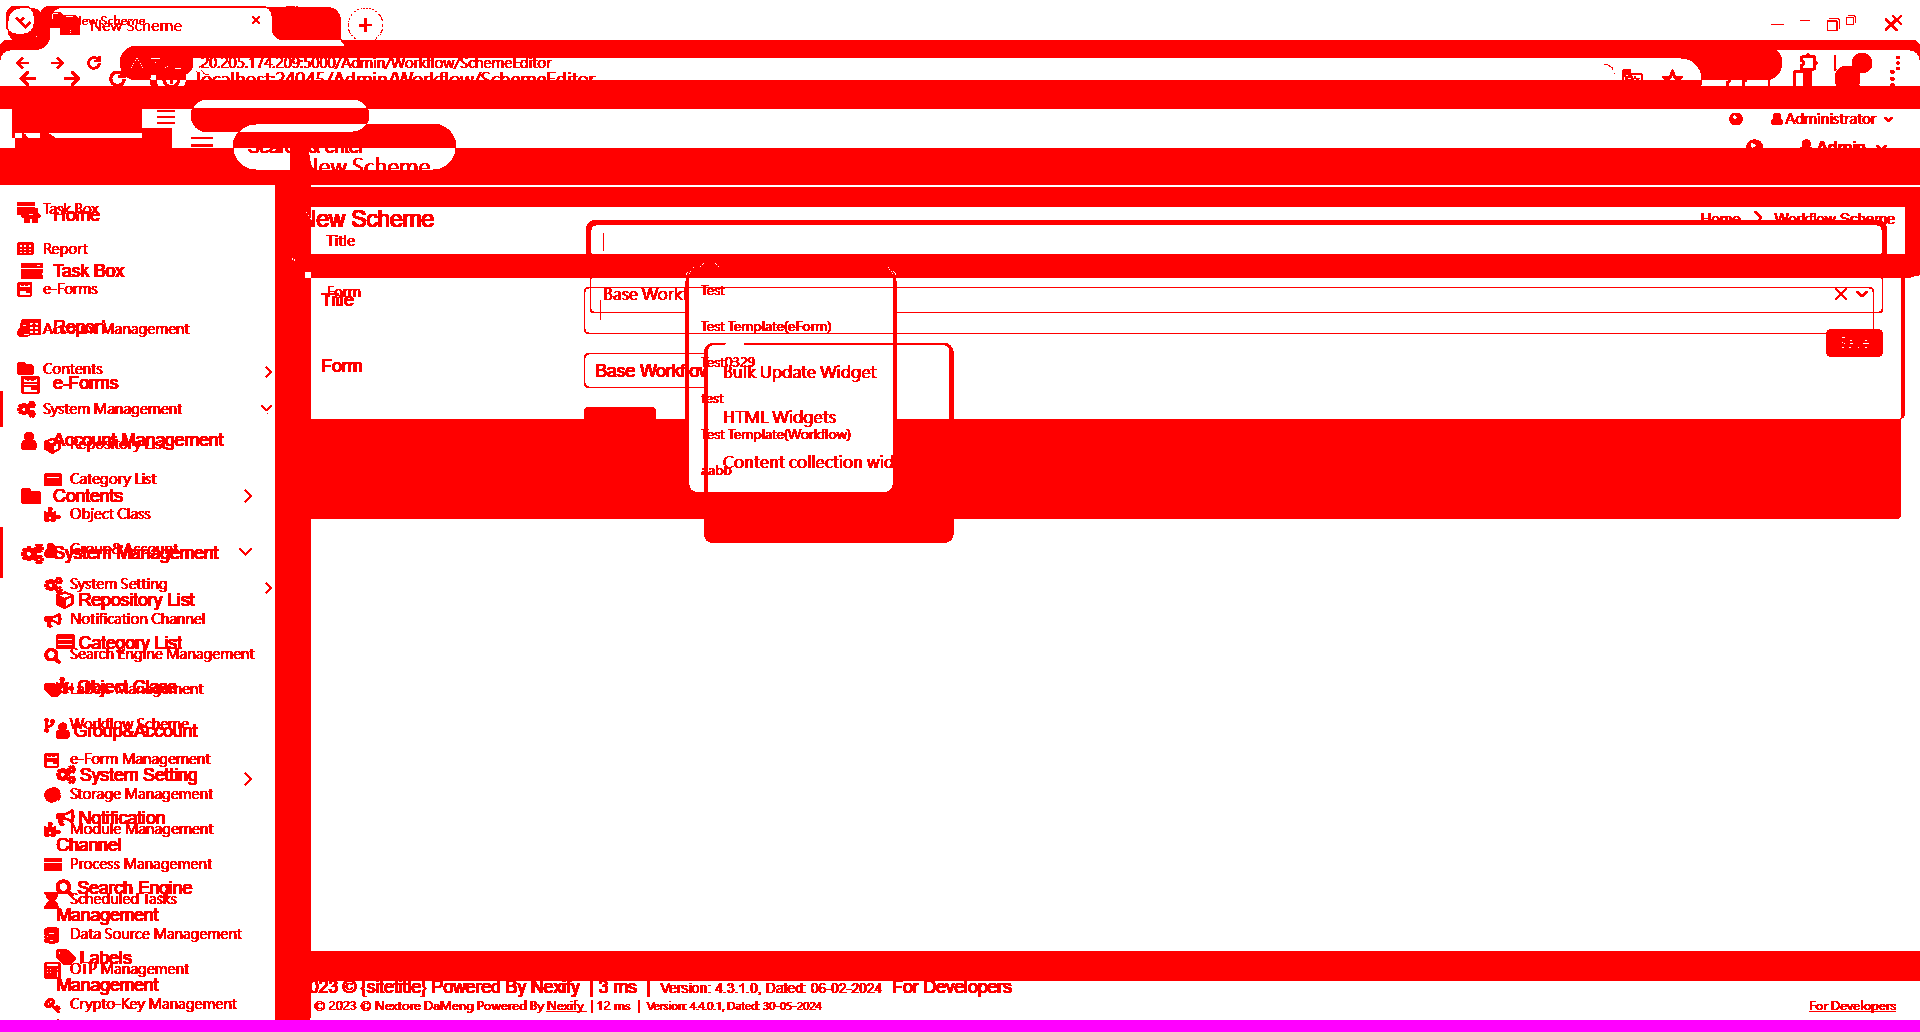 New Scheme
New Scheme
20.205.174.209:5000/Admin/Workflow/SchemeEditor
localhost:24045/Admin/Workflow/SchemeEditor
Administrator
Search & enter
Admin
New Scheme
New Scheme
Home > Workflow Scheme
Task Box
Home
Report
Task Box
e-Forms
Account Management
Report
Contents
e-Forms
System Management
Account Management
Repository List
Category List
Contents
Object Class
Group&Account
System Management
System Setting
Repository List
Notification Channel
Category List
Search Engine Management
Object Class
Labels Management
Workflow Scheme
Group&Account
e-Form Management
System Setting
Storage Management
Notification
Module Management
Channel
Process Management
Search Engine
Scheduled Tasks
Management
Data Source Management
Labels
OTP Management
Management
Crypto-Key Management
Title
Form
Base Work
Title
Form
Base Workflow
Save
Test
Test Template(eForm)
Test0329
Bulk Update Widget
test
HTML Widgets
Test Template(Workflow)
Content collection wid
aabb
2023 © {sitetitle} Powered By Nexify | 3 ms | Version: 4.3.1.0, Dated: 06-02-2024 For Developers
© 2023 © Nextore DaMeng Powered By Nexify | 12 ms | Version: 4.4.0.1, Dated: 30-05-2024
For Developers